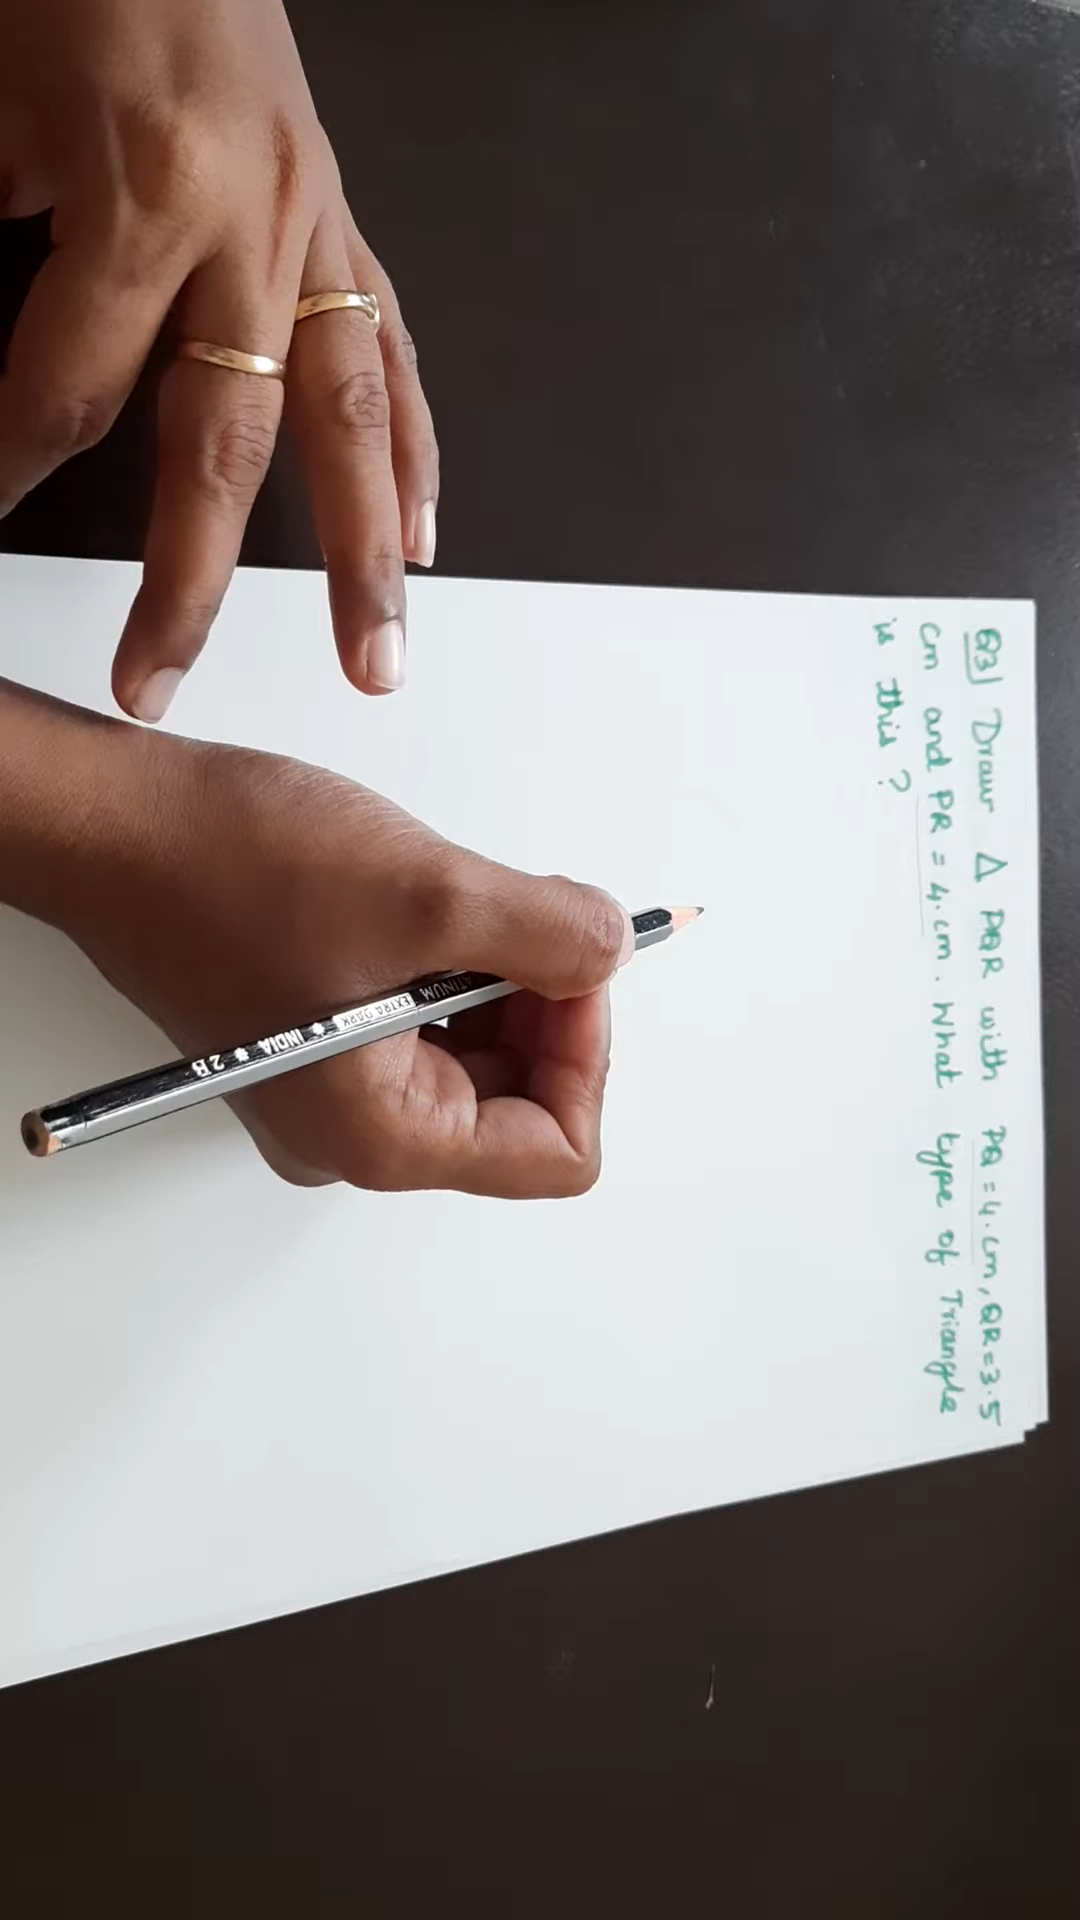 Q3) Draw Δ PQR with PQ = 4.cm, QR = 3.5
cm and PR = 4.cm. What type of Triangle
is this ?
ATINUM EXTRA DARK * INDIA * 2B